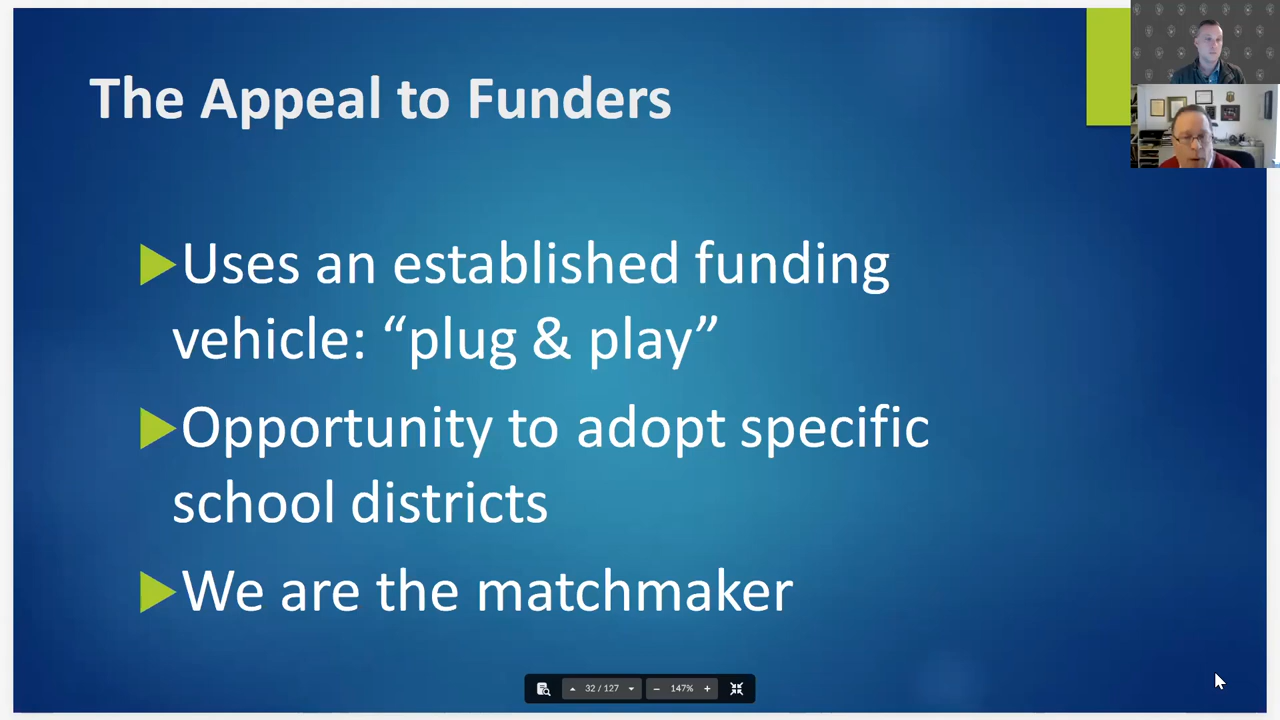 The Appeal to Funders
Uses an established funding
vehicle: “plug & play”
Opportunity to adopt specific
school districts
We are the matchmaker
32 / 127
147%